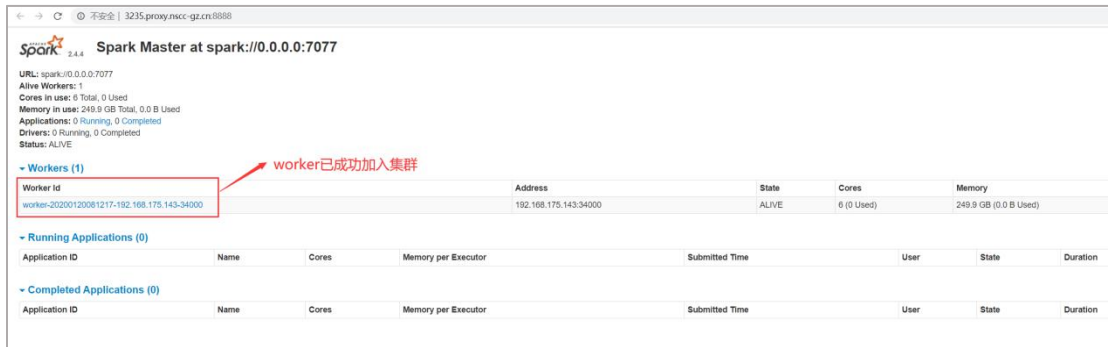 不安全 | 3235.proxy.nscc-gz.cn:8888
APACHE Spark 2.4.4 Spark Master at spark://0.0.0.0:7077
URL: spark://0.0.0.0:7077
Alive Workers: 1
Cores in use: 6 Total, 0 Used
Memory in use: 249.9 GB Total, 0.0 B Used
Applications: 0 Running, 0 Completed
Drivers: 0 Running, 0 Completed
Status: ALIVE
Workers (1)
worker已成功加入集群
Worker Id Address State Cores Memory
worker-20200120081217-192.168.175.143-34000 192.168.175.143:34000 ALIVE 6 (0 Used) 249.9 GB (0.0 B Used)
Running Applications (0)
Application ID Name Cores Memory per Executor Submitted Time User State Duration
Completed Applications (0)
Application ID Name Cores Memory per Executor Submitted Time User State Duration